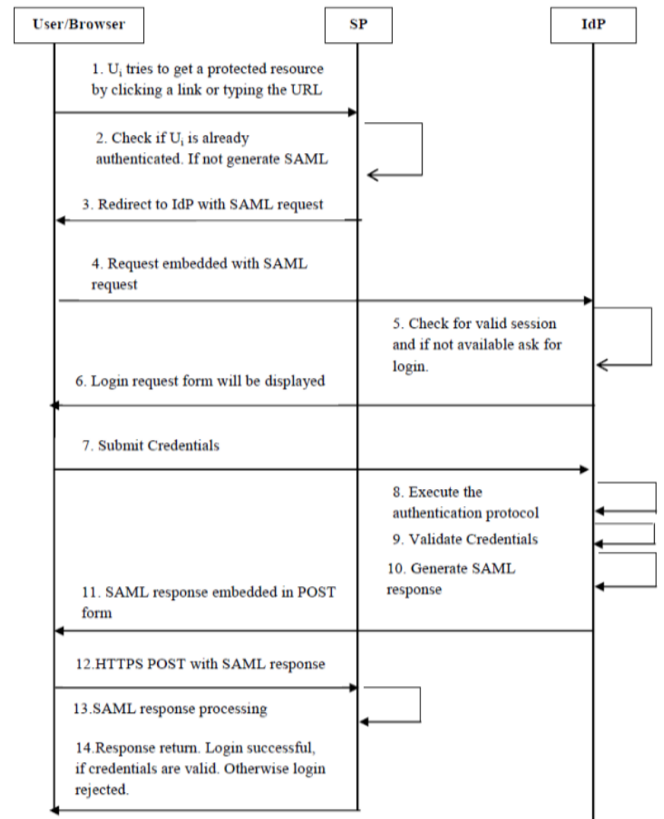 User/Browser
SP
IdP
1. Ui tries to get a protected resource
by clicking a link or typing the URL
2. Check if Ui is already
authenticated. If not generate SAML
3. Redirect to IdP with SAML request
4. Request embedded with SAML
request
5. Check for valid session
and if not available ask for
login.
6. Login request form will be displayed
7. Submit Credentials
8. Execute the
authentication protocol
9. Validate Credentials
10. Generate SAML
response
11. SAML response embedded in POST
form
12.HTTPS POST with SAML response
13.SAML response processing
14.Response return. Login successful,
if credentials are valid. Otherwise login
rejected.